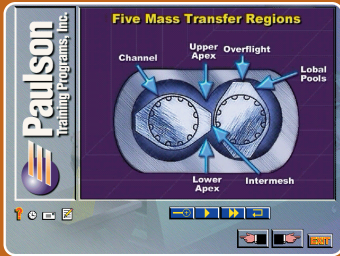 Paulson
Training Programs, Inc.
Five Mass Transfer Regions
Channel
Upper
Apex
Overflight
Lobal
Pools
Lower
Apex
Intermesh
EXIT